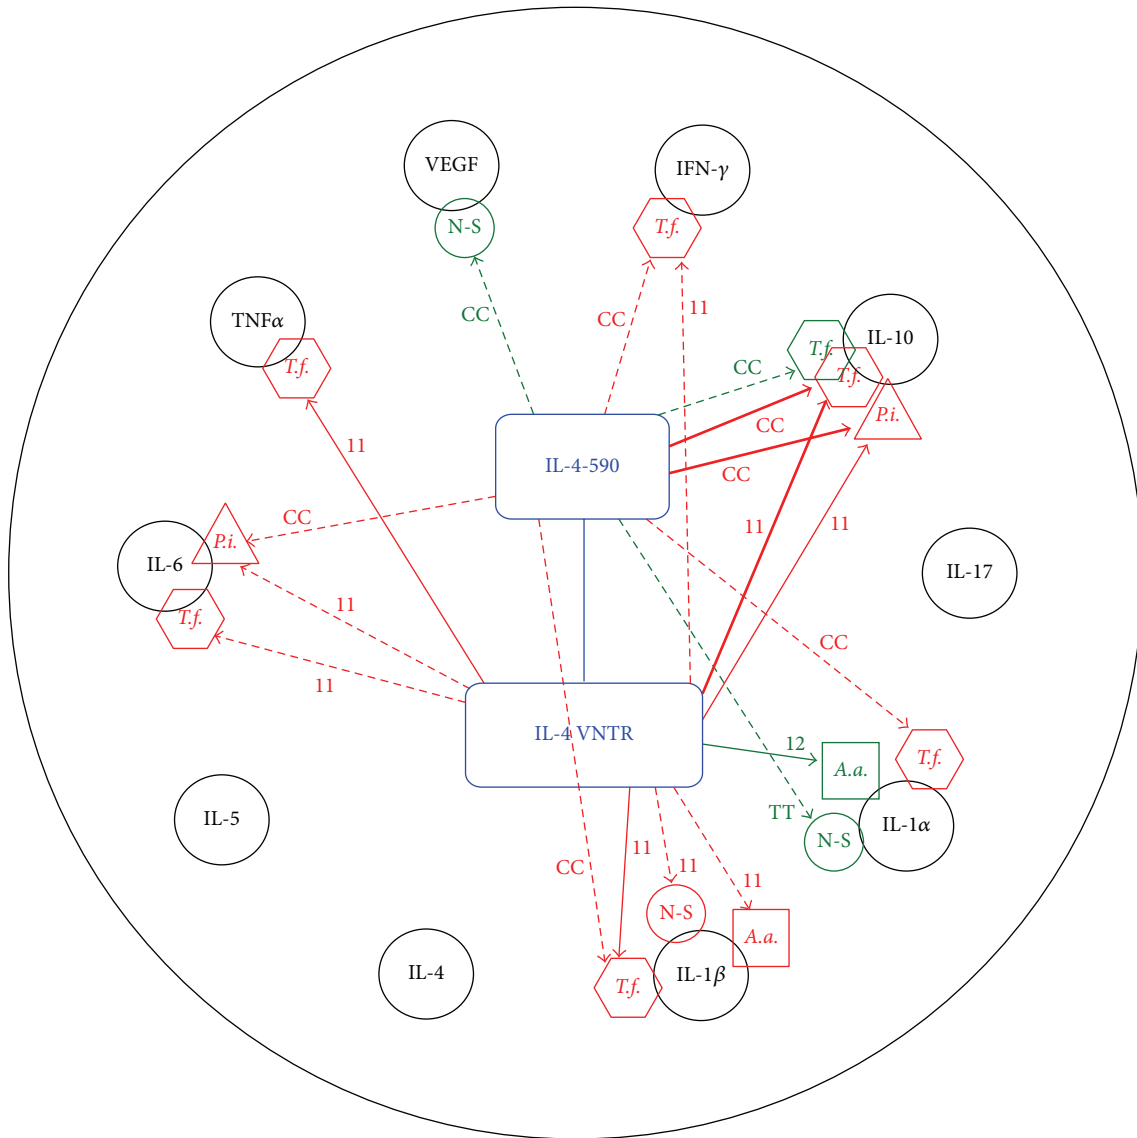 VEGF
IFN-γ
N-S
T.f.
CC
CC
11
TNFα
T.f.
IL-10
T.f.
T.f.
P.i.
CC
CC
CC
11
IL-4-590
CC
11
11
P.i.
IL-6
T.f.
11
11
IL-17
CC
IL-4 VNTR
12
A.a.
T.f.
TT
N-S
IL-1α
IL-5
CC
11
11
11
N-S
A.a.
IL-4
T.f.
IL-1β